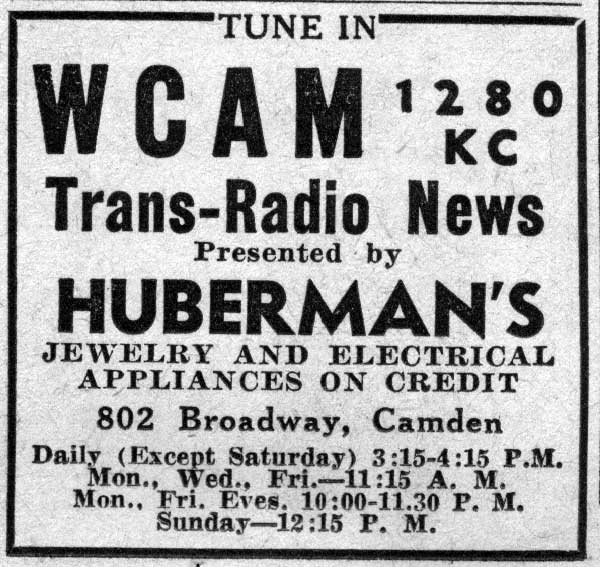 TUNE IN
WCAM 1280
KC
Trans-Radio News
Presented by
HUBERMAN'S
JEWELRY AND ELECTRICAL
APPLIANCES ON CREDIT
802 Broadway, Camden
Daily (Except Saturday) 3:15-4:15 P.M.
Mon., Wed., Fri.—11:15 A. M.
Mon., Fri. Eves. 10:00-11.30 P. M.
Sunday—12:15 P. M.